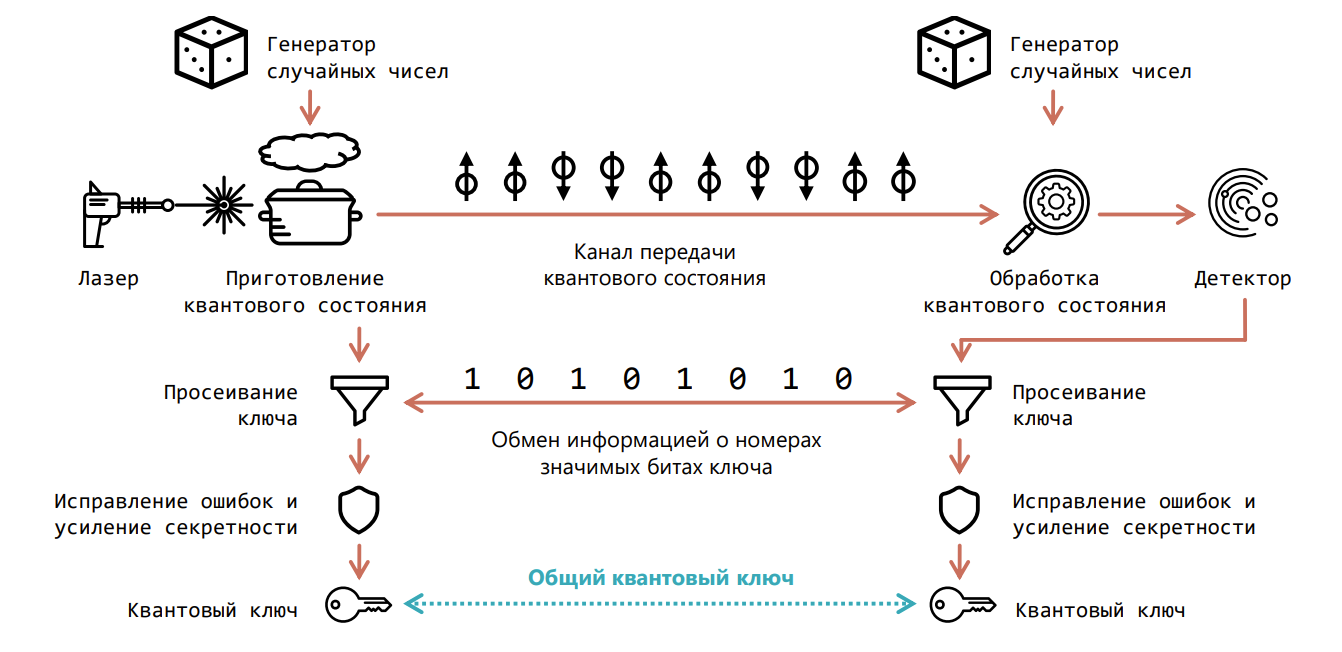 Генератор
случайных чисел
Генератор
случайных чисел
Лазер
Приготовление
квантового состояния
Канал передачи
квантового состояния
Обработка
квантового состояния
Детектор
Просеивание
ключа
1 0 1 0 1 0 1 0
Обмен информацией о номерах
значимых битах ключа
Просеивание
ключа
Исправление ошибок и
усиление секретности
Исправление ошибок и
усиление секретности
Общий квантовый ключ
Квантовый ключ
Квантовый ключ